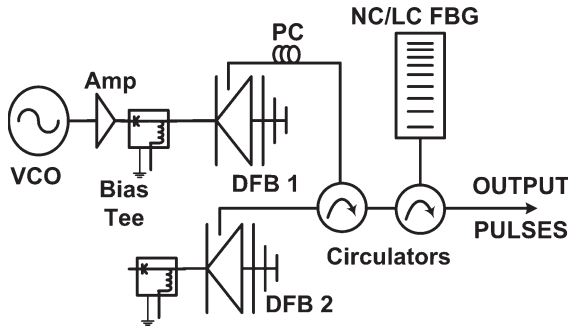 NC/LC FBG
PC
Amp
VCO
Bias
Tee
DFB 1
OUTPUT
PULSES
Circulators
DFB 2